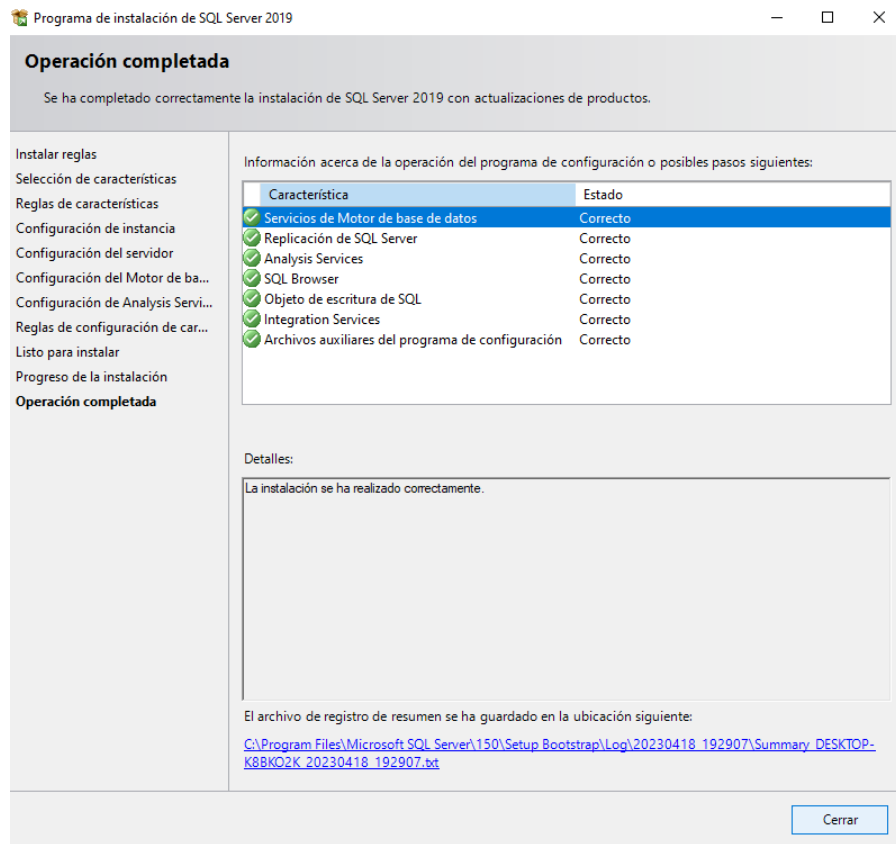 Programa de instalación de SQL Server 2019
Operación completada
Se ha completado correctamente la instalación de SQL Server 2019 con actualizaciones de productos.
Instalar reglas
Selección de características
Reglas de características
Configuración de instancia
Configuración del servidor
Configuración del Motor de ba...
Configuración de Analysis Servi...
Reglas de configuración de car...
Listo para instalar
Progreso de la instalación
Operación completada
Información acerca de la operación del programa de configuración o posibles pasos siguientes:
Característica Estado
Servicios de Motor de base de datos Correcto
Replicación de SQL Server Correcto
Analysis Services Correcto
SQL Browser Correcto
Objeto de escritura de SQL Correcto
Integration Services Correcto
Archivos auxiliares del programa de configuración Correcto
Detalles:
La instalación se ha realizado correctamente.
El archivo de registro de resumen se ha guardado en la ubicación siguiente:
C:\Program Files\Microsoft SQL Server\150\Setup Bootstrap\Log\20230418_192907\Summary_DESKTOP-
K8BKO2K_20230418_192907.txt
Cerrar